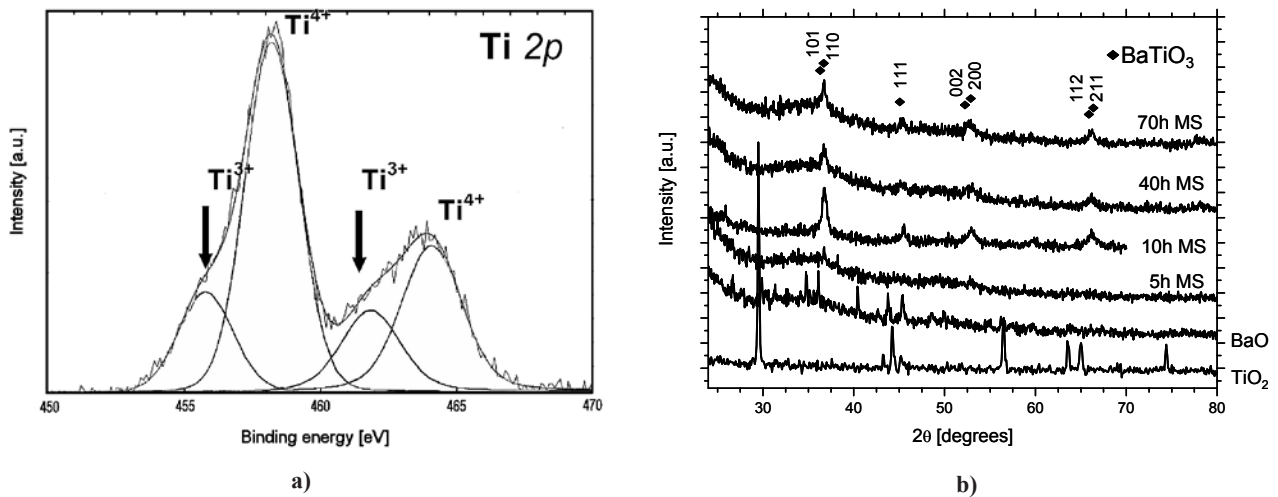 Ti 2p
Ti⁴⁺
Ti³⁺
Ti³⁺
Ti⁴⁺
Intensity [a.u.]
450 455 460 465 470
Binding energy [eV]
a)
101
110
111
002
200
112
211
◆BaTiO₃
70h MS
40h MS
10h MS
5h MS
BaO
TiO₂
Intensity [a.u.]
30 40 50 60 70 80
2θ [degrees]
b)